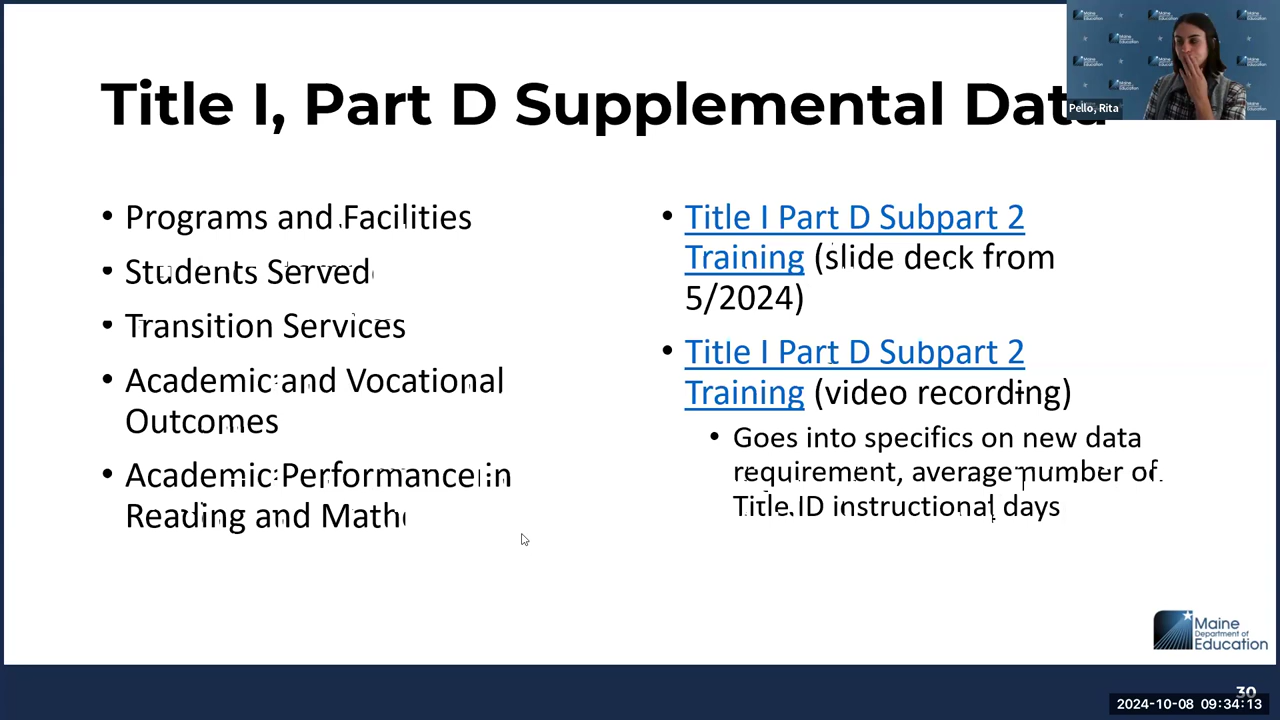 Title I, Part D Supplemental Data
Pello, Rita
• Programs and Facilities
• Students Served
• Transition Services
• Academic and Vocational
Outcomes
• Academic Performance in
Reading and Math
• Title I Part D Subpart 2
Training (slide deck from
5/2024)
• Title I Part D Subpart 2
Training (video recording)
• Goes into specifics on new data
requirement, average number of
Title ID instructional days
Maine
Department of
Education
30
2024-10-08 09:34:13